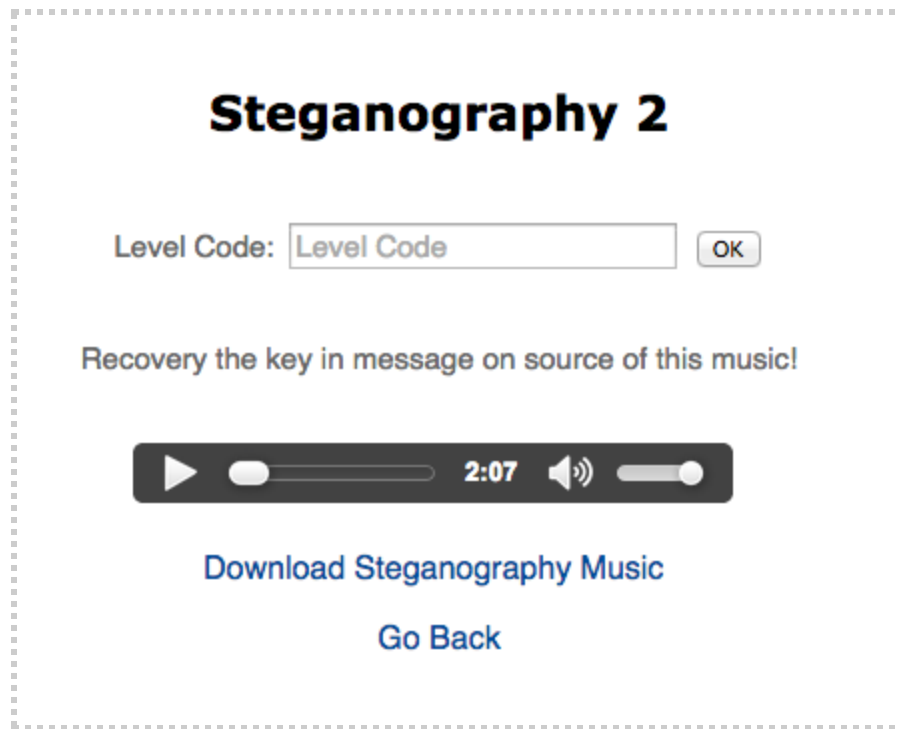 Steganography 2
Level Code: Level Code OK
Recovery the key in message on source of this music!
2:07
Download Steganography Music
Go Back